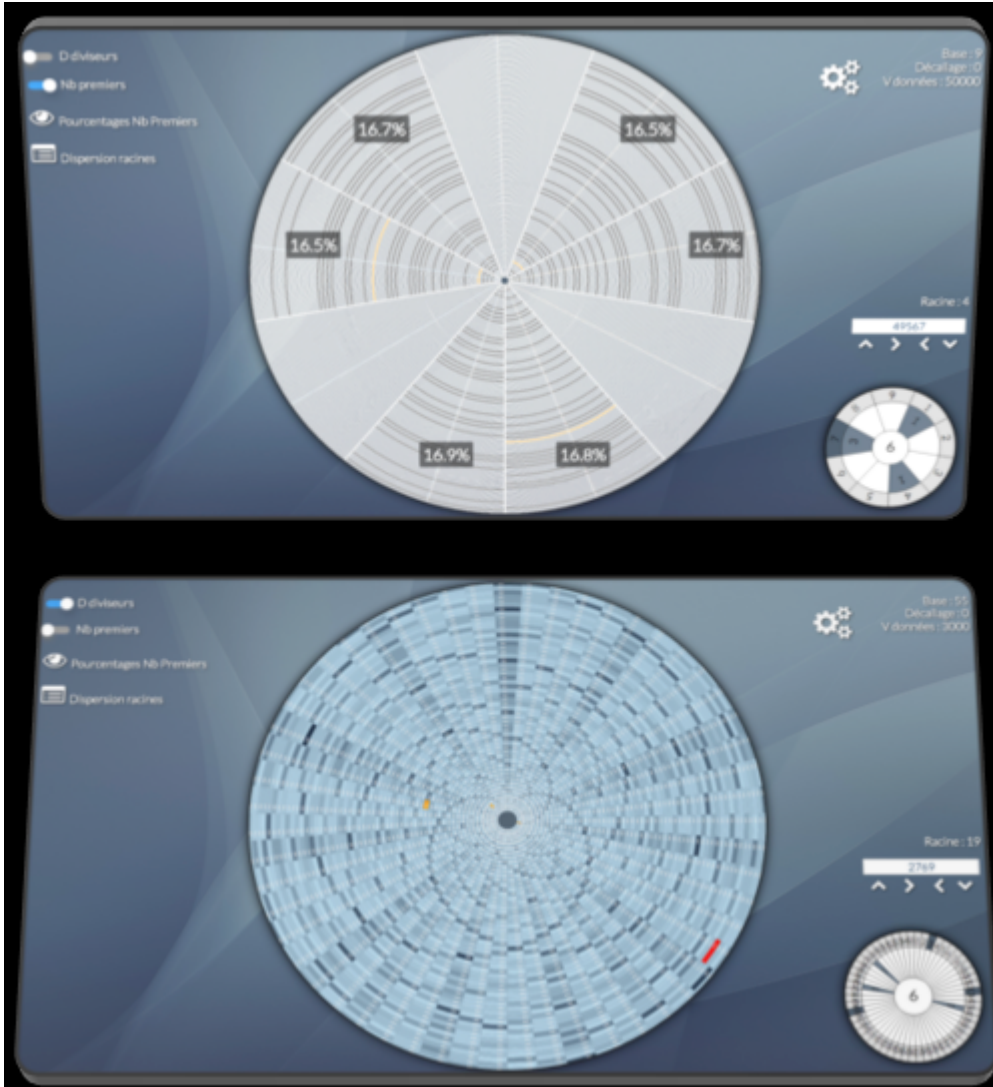 D diviseurs
Nb premiers
Pourcentages Nb Premiers
Dispersion racines
Base : 9
Décallage : 0
V données : 50000
16.7%
16.5%
16.5%
16.7%
16.9%
16.8%
Racine : 4
49567
6
D diviseurs
Nb premiers
Pourcentages Nb Premiers
Dispersion racines
Base : 55
Décallage : 0
V données : 3000
Racine : 19
2769
6